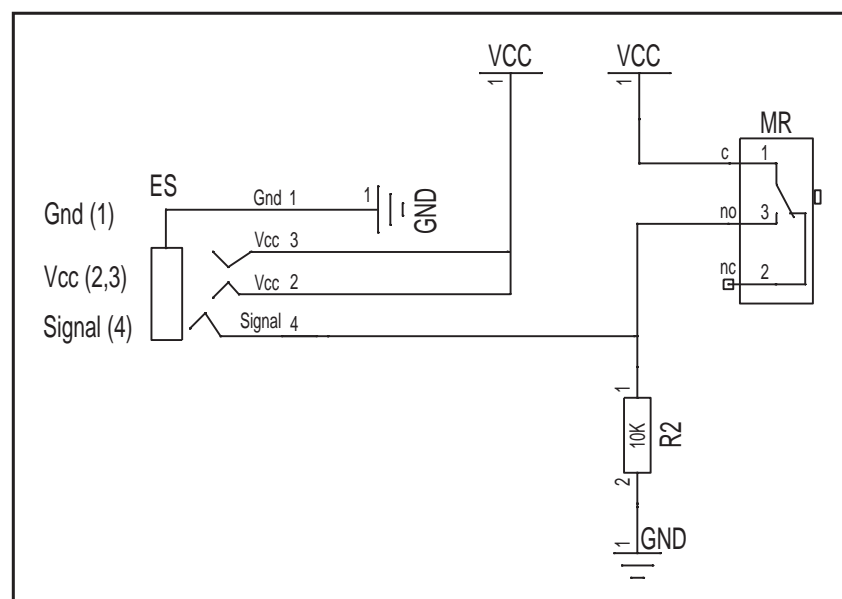 VCC
1
VCC
1
MR
c 1
ES
Gnd 1
1
GND
Gnd (1)
no 3
Vcc 3
Vcc (2,3)
nc 2
Vcc 2
Signal (4)
Signal 4
1
10K
R2
2
1
GND